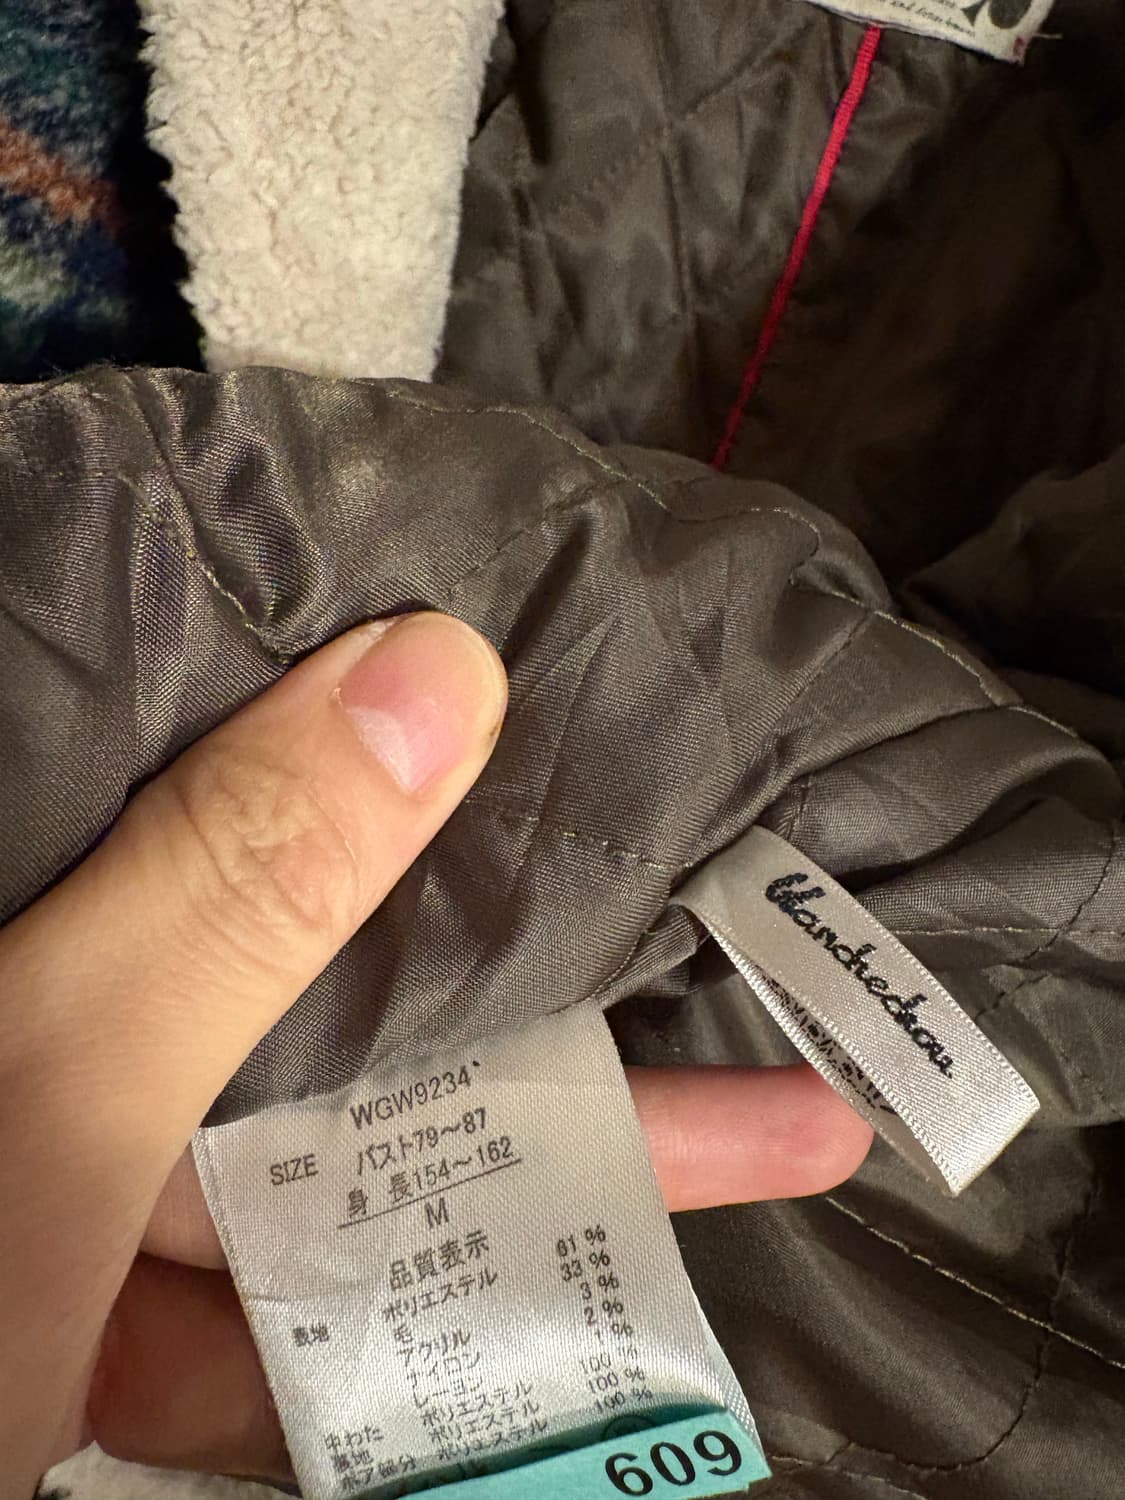 Handredrow
WGW9234
SIZE バスト79～87
身 長154～162
M
品質表示
表地 ポリエステル 61 %
毛 33 %
アクリル 3 %
ナイロン 2 %
レーヨン 1 %
中わた ポリエステル 100 %
裏地 ポリエステル 100 %
ボア部分 ポリエステル 100 %
609